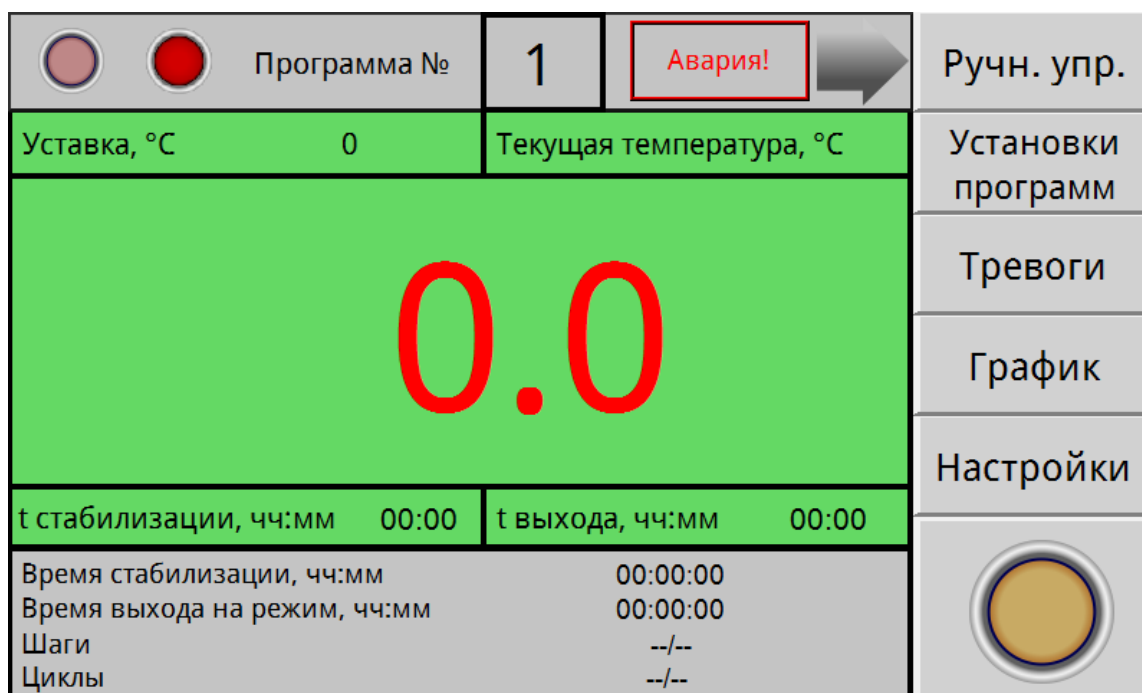 Программа №
1
Авария!
Ручн. упр.
Уставка, °C
0
Текущая температура, °C
Установки
программ
0.0
Тревоги
График
Настройки
t стабилизации, чч:мм
00:00
t выхода, чч:мм
00:00
Время стабилизации, чч:мм
00:00:00
Время выхода на режим, чч:мм
00:00:00
Шаги
--/--
Циклы
--/--